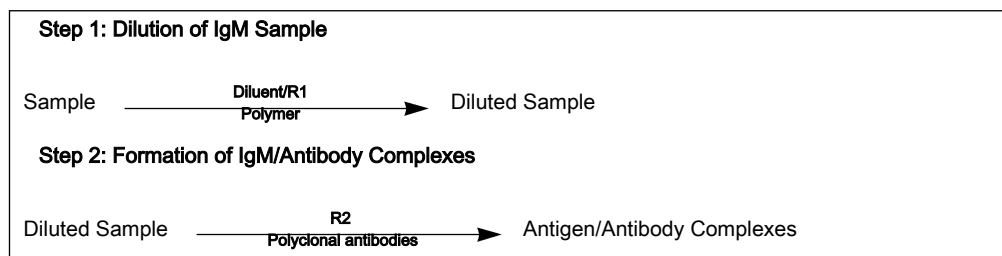 Step 1: Dilution of IgM Sample
Diluent/R1
Sample Diluted Sample
Polymer
Step 2: Formation of IgM/Antibody Complexes
R2
Diluted Sample Antigen/Antibody Complexes
Polyclonal antibodies